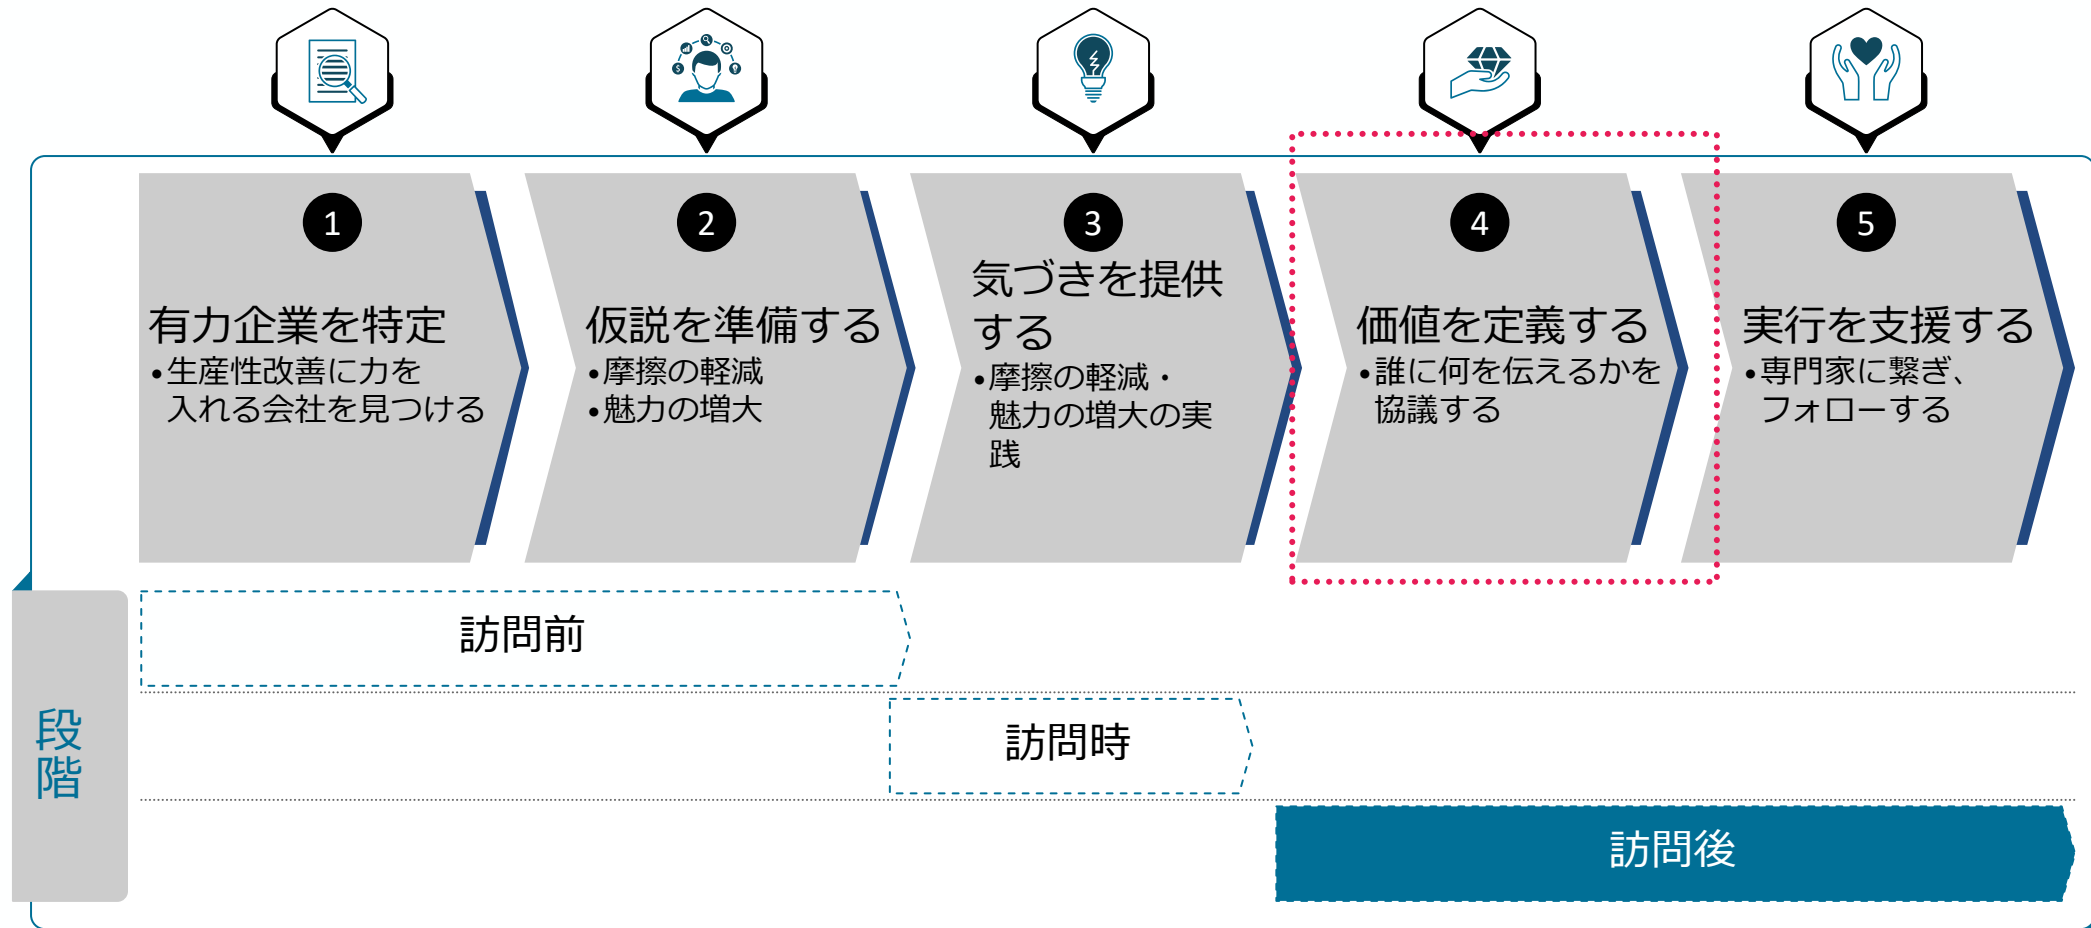 1
有力企業を特定
•生産性改善に力を
入れる会社を見つける
2
仮説を準備する
•摩擦の軽減
•魅力の増大
3
気づきを提供
する
•摩擦の軽減・
魅力の増大の実
践
4
価値を定義する
•誰に何を伝えるかを
協議する
5
実行を支援する
•専門家に繋ぎ、
フォローする
段階
訪問前
訪問時
訪問後